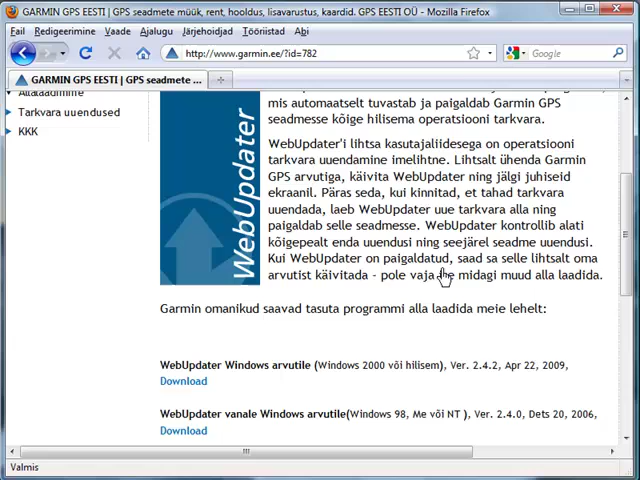 GARMIN GPS EESTI | GPS seadmete müük, rent, hooldus, lisavarustus, kaardid. GPS EESTI OÜ - Mozilla Firefox
Fail Redigeerimine Vaade Ajalugu Järjehoidjad Tööriistad Abi
http://www.garmin.ee/?id=782
Google
GARMIN GPS EESTI | GPS seadmete ...
Allalaadimine
Tarkvara uuendused
KKK
WebUpdater
mis automaatselt tuvastab ja paigaldab Garmin GPS
seadmesse kõige hilisema operatsiooni tarkvara.
WebUpdater'i lihtsa kasutajaliidesega on operatsiooni
tarkvara uuendamine imelihtne. Lihtsalt ühenda Garmin
GPS arvutiga, käivita WebUpdater ning jälgi juhiseid
ekraanil. Päras seda, kui kinnitad, et tahad tarkvara
uuendada, laeb WebUpdater uue tarkvara alla ning
paigaldab selle seadmesse. WebUpdater kontrollib alati
kõigepealt enda uuendusi ning seejärel seadme uuendusi.
Kui WebUpdater on paigaldatud, saad sa selle lihtsalt oma
arvutist käivitada - pole vaja midagi muud alla laadida.
Garmin omanikud saavad tasuta programmi alla laadida meie lehelt:
WebUpdater Windows arvutile (Windows 2000 või hilisem), Ver. 2.4.2, Apr 22, 2009,
Download
WebUpdater vanale Windows arvutile(Windows 98, Me või NT ), Ver. 2.4.0, Dets 20, 2006,
Download
Valmis